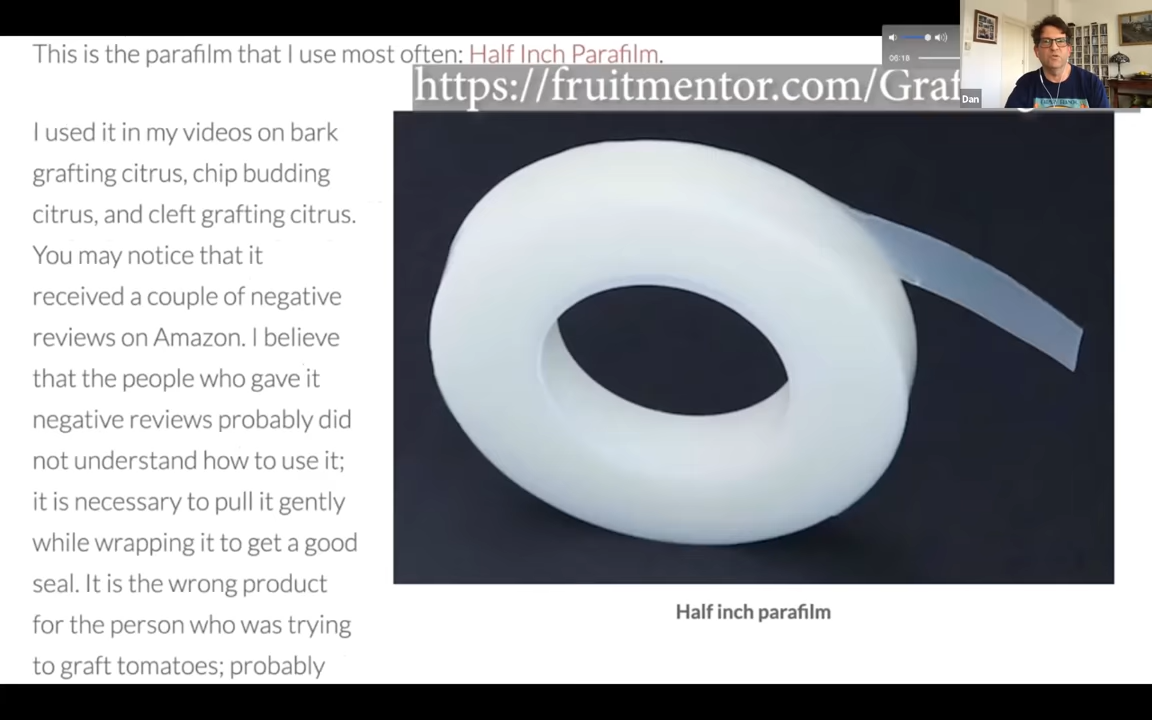 This is the parafilm that I use most often: Half Inch Parafilm.
https://fruitmentor.com/Graf
06:18
Dan
I used it in my videos on bark
grafting citrus, chip budding
citrus, and cleft grafting citrus.
You may notice that it
received a couple of negative
reviews on Amazon. I believe
that the people who gave it
negative reviews probably did
not understand how to use it;
it is necessary to pull it gently
while wrapping it to get a good
seal. It is the wrong product
for the person who was trying
to graft tomatoes; probably
Half inch parafilm